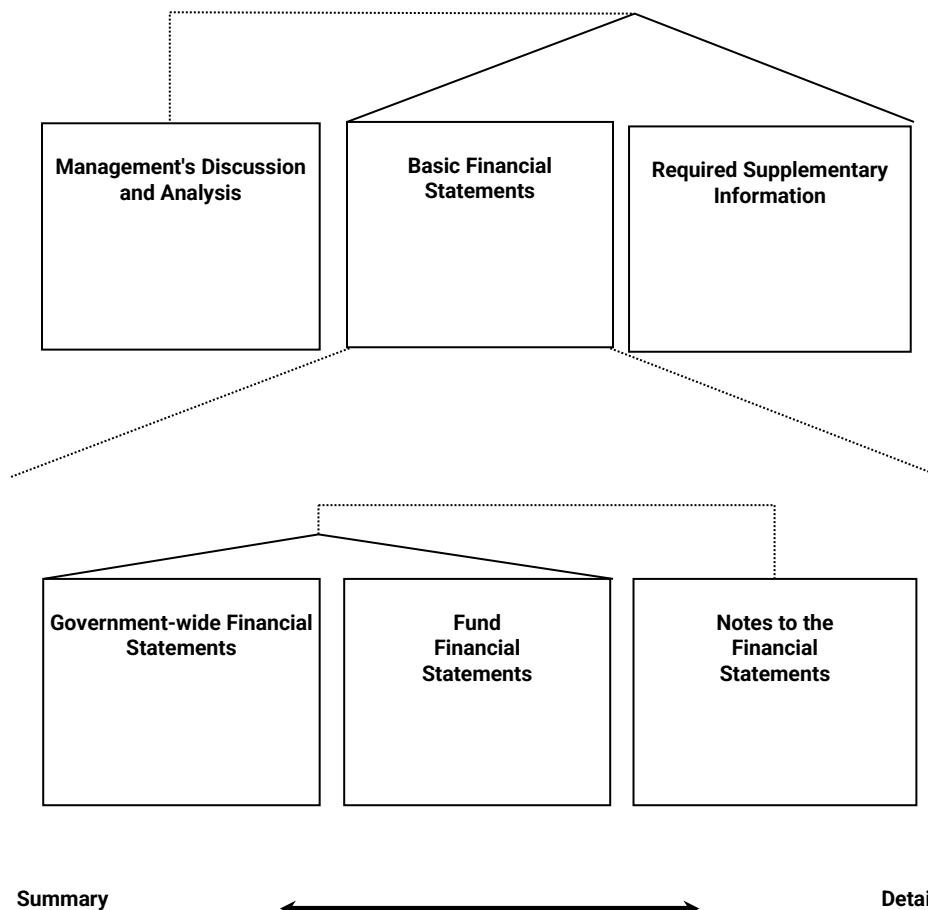 Management's Discussion
and Analysis
Basic Financial
Statements
Required Supplementary
Information
Government-wide Financial
Statements
Fund
Financial
Statements
Notes to the
Financial
Statements
Summary
Detai